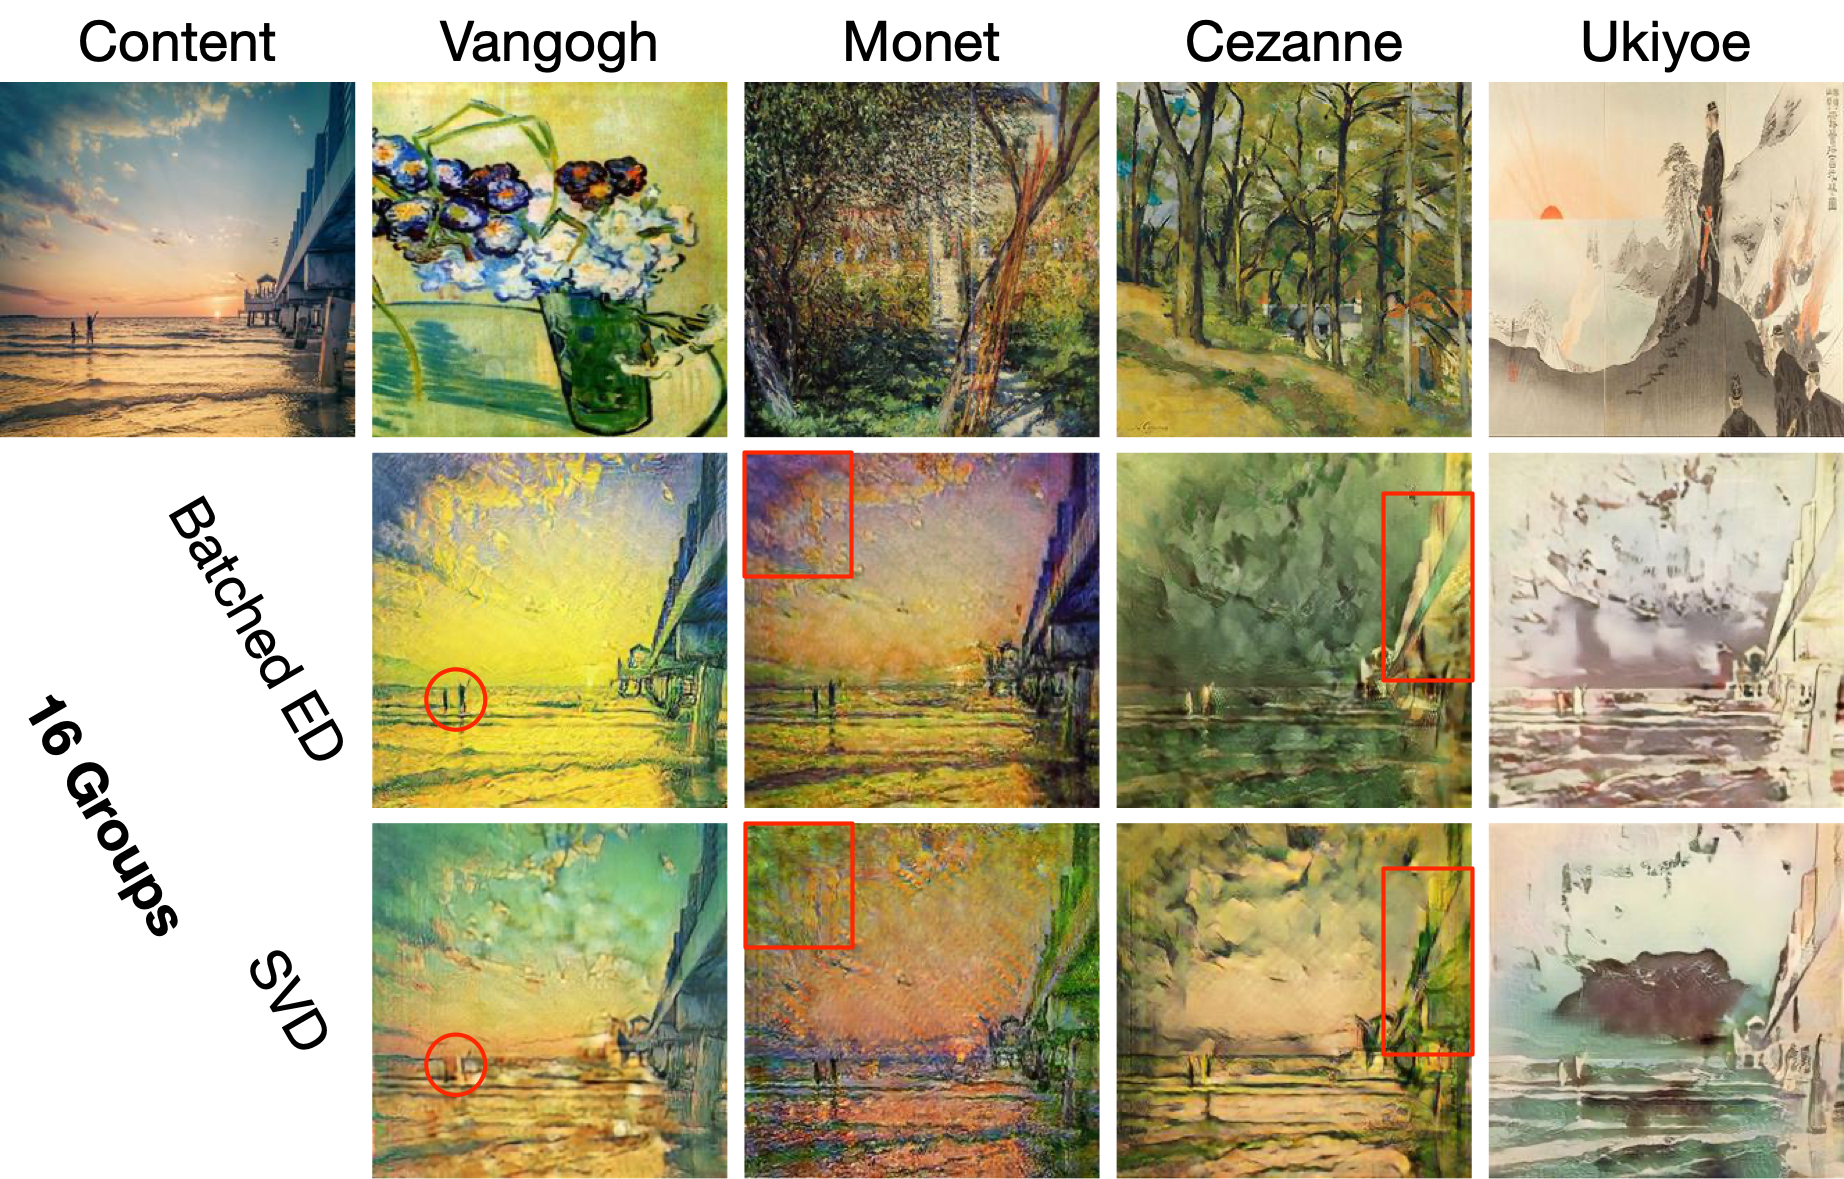 Content
Vangogh
Monet
Cezanne
Ukiyoe
Batched ED
16 Groups
SVD